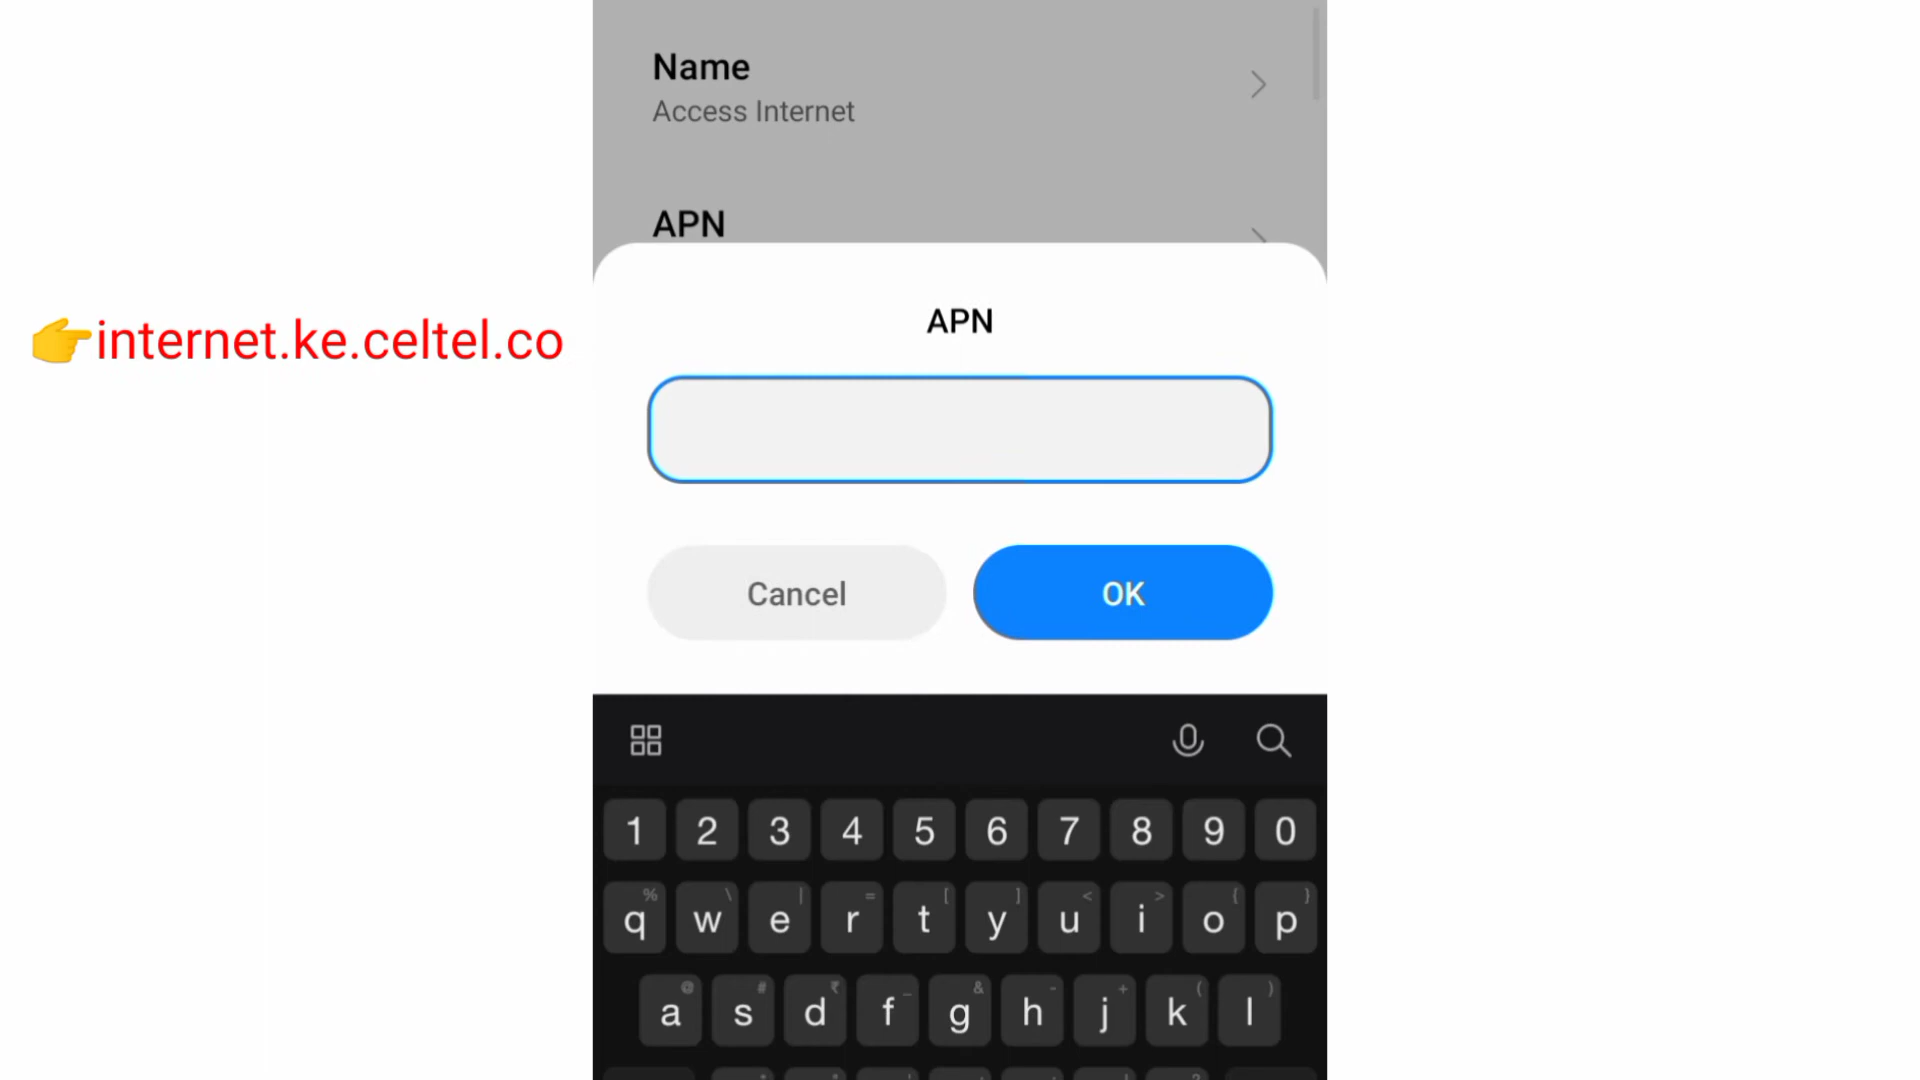 Name
Access Internet
APN
👉internet.ke.celtel.co
APN
Cancel
OK
1 2 3 4 5 6 7 8 9 0
% \ | = [ ] < > { }
q w e r t y u i o p
@ # ₹ _ & - + ( )
a s d f g h j k l